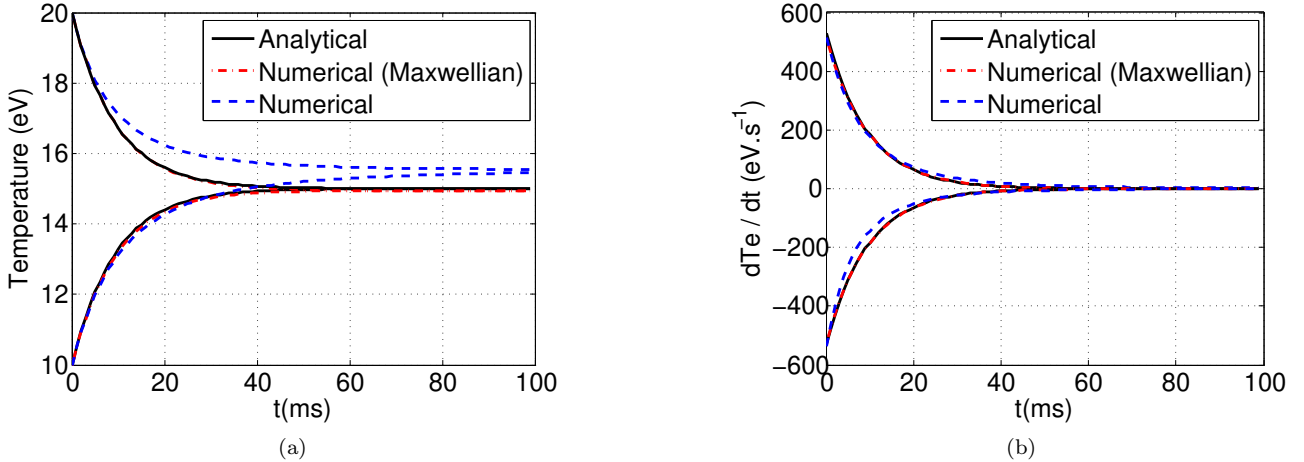 20
18
16
14
12
10
Temperature (eV)
Analytical
Numerical (Maxwellian)
Numerical
0 20 40 60 80 100
t(ms)
(a)
600
400
200
0
−200
−400
−600
dTe / dt (eV.s⁻¹)
Analytical
Numerical (Maxwellian)
Numerical
0 20 40 60 80 100
t(ms)
(b)